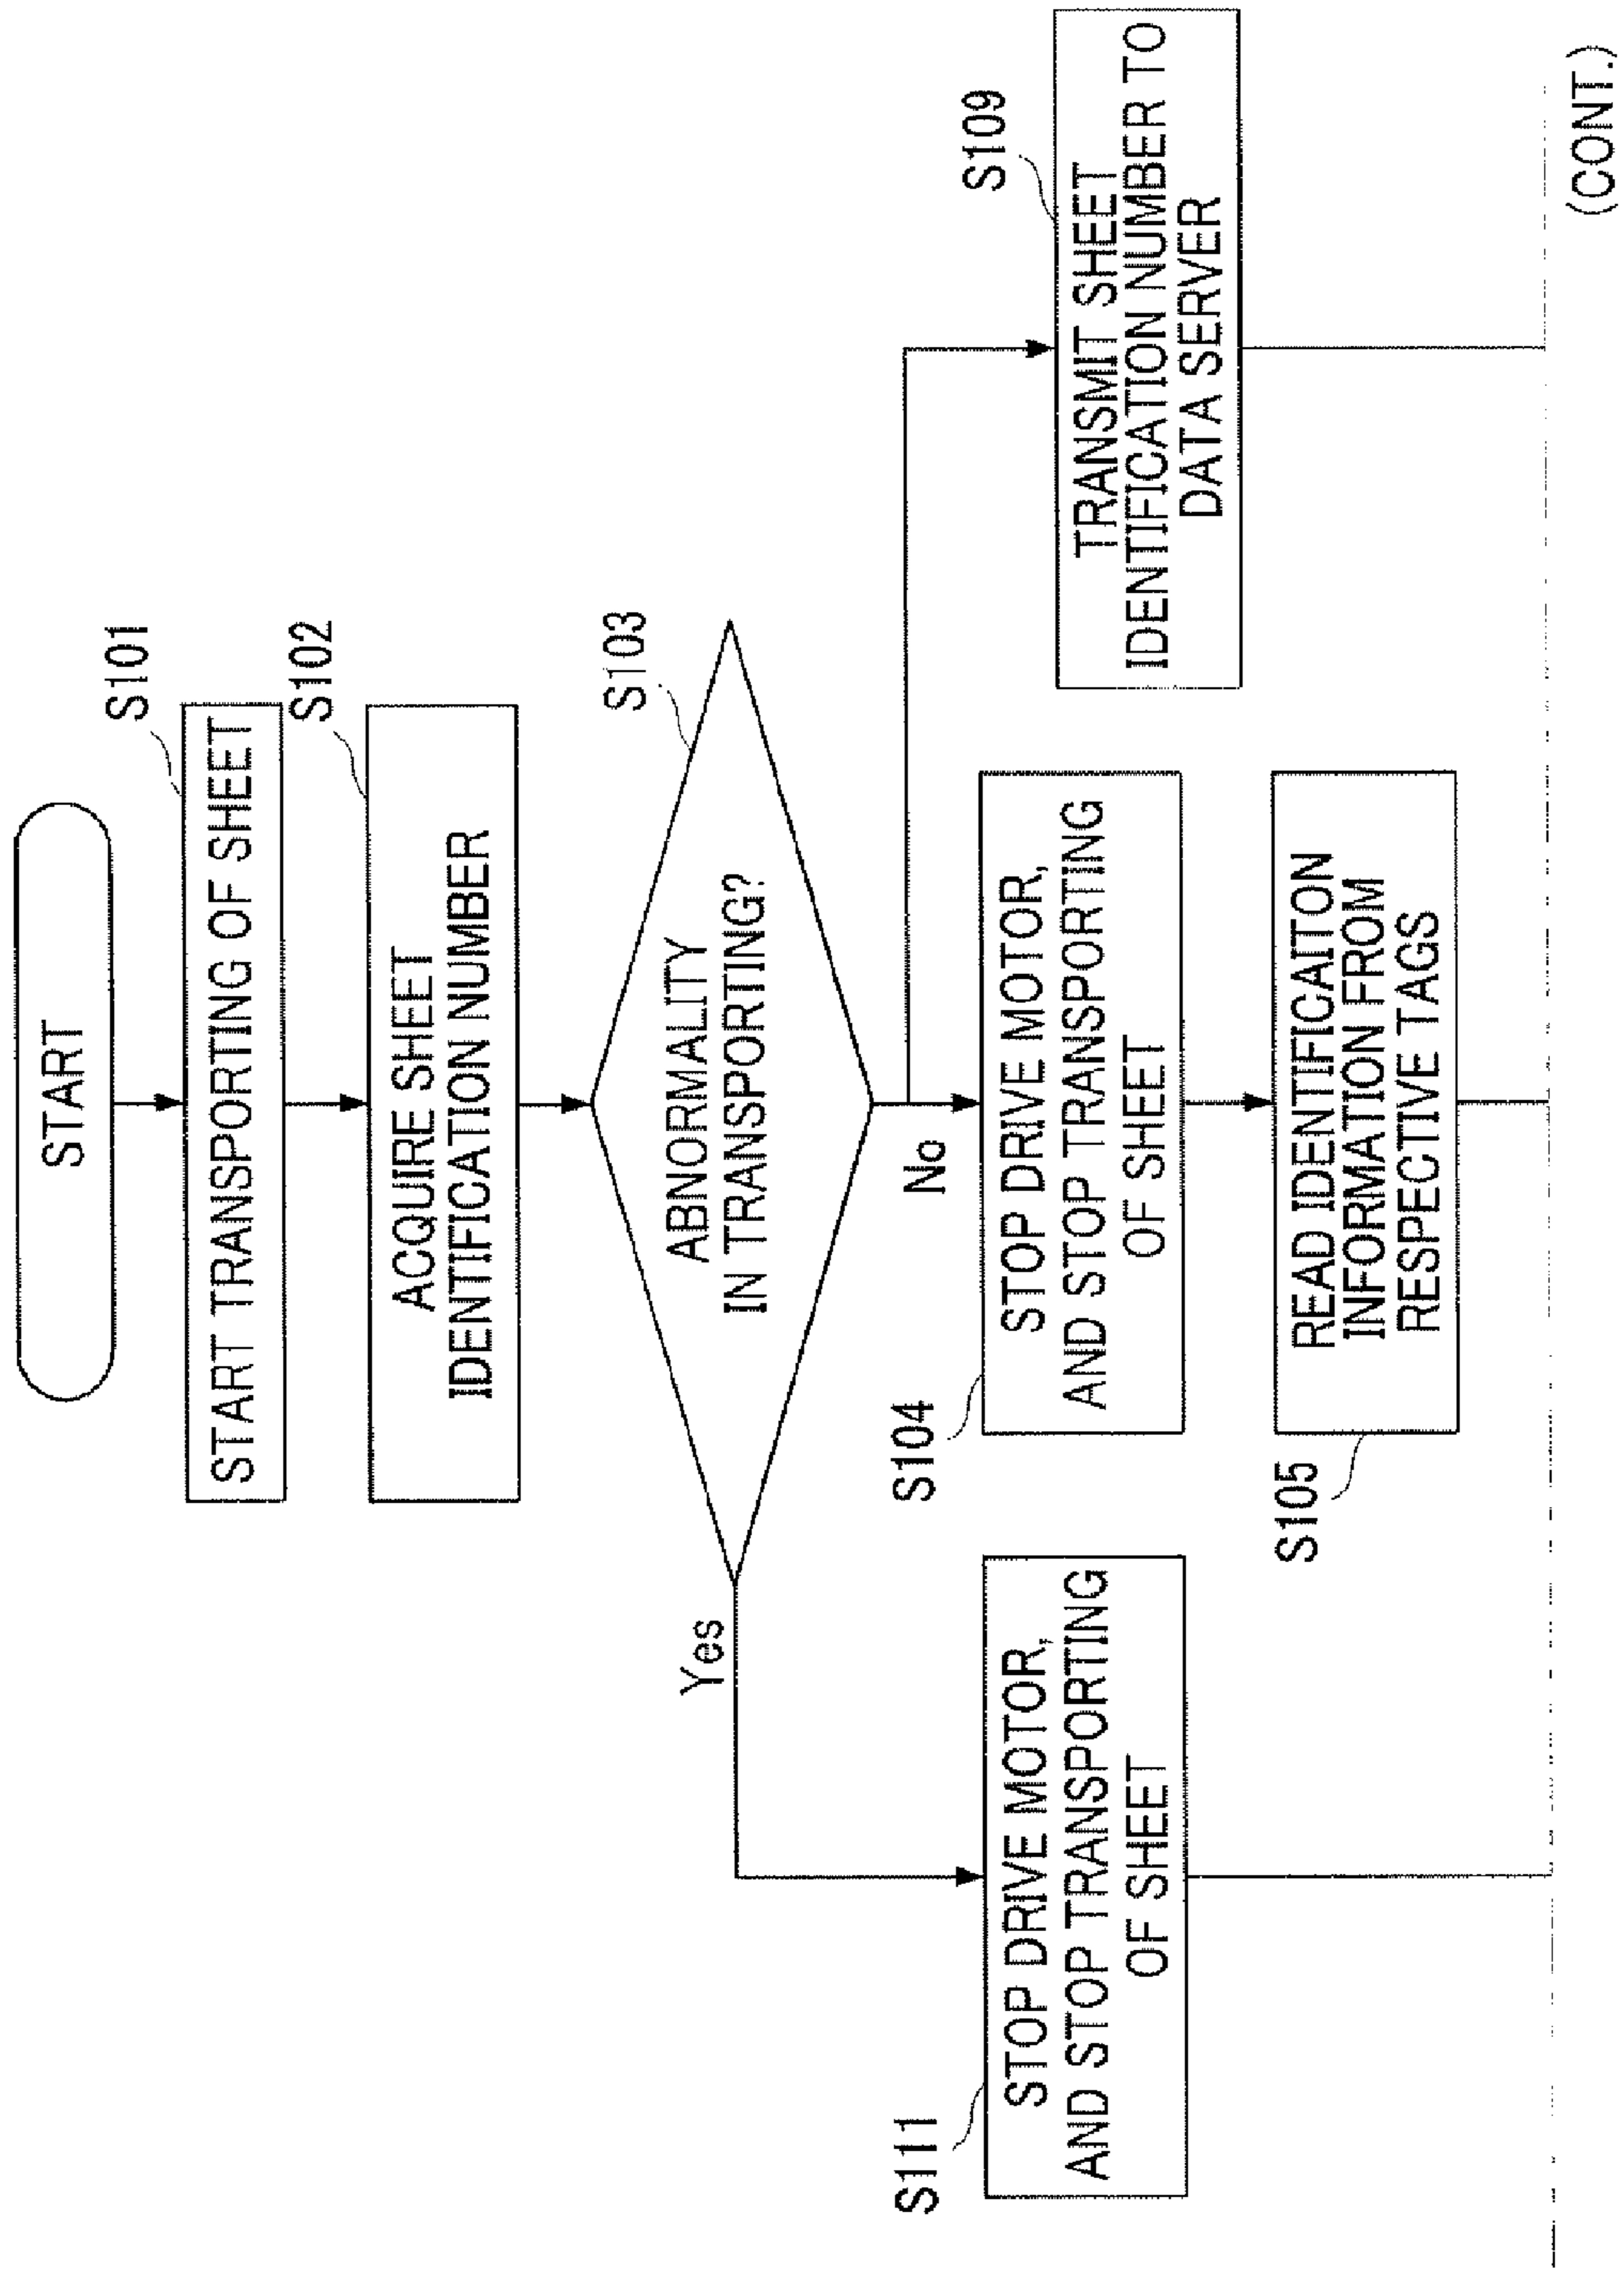 START
S101
START TRANSPORTING OF SHEET
S102
ACQUIRE SHEET
IDENTIFICATION NUMBER
S103
ABNORMALITY
IN TRANSPORTING?
Yes
No
S111
STOP DRIVE MOTOR,
AND STOP TRANSPORTING
OF SHEET
S104
STOP DRIVE MOTOR,
AND STOP TRANSPORTING
OF SHEET
S109
TRANSMIT SHEET
IDENTIFICATION NUMBER TO
DATA SERVER
S105
READ IDENTIFICAITON
INFORMATION FROM
RESPECTIVE TAGS
(CONT.)